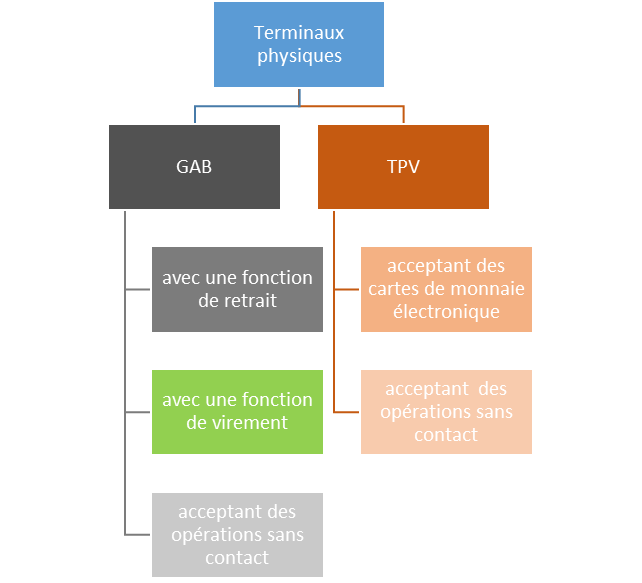 Terminaux
physiques
GAB
TPV
avec une fonction
de retrait
acceptant des
cartes de monnaie
électronique
avec une fonction
de virement
acceptant  des
opérations sans
contact
acceptant des
opérations sans
contact